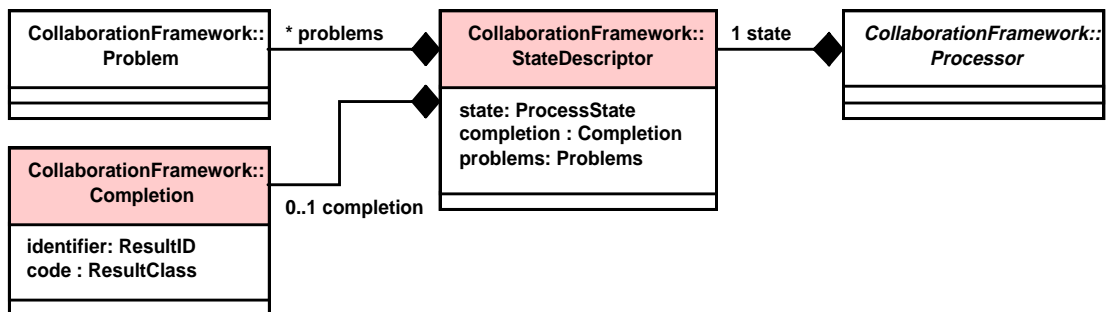 CollaborationFramework::
Problem
* problems
CollaborationFramework::
StateDescriptor
1 state
CollaborationFramework::
Processor
state: ProcessState
completion : Completion
problems: Problems
CollaborationFramework::
Completion
0..1 completion
identifier: ResultID
code : ResultClass